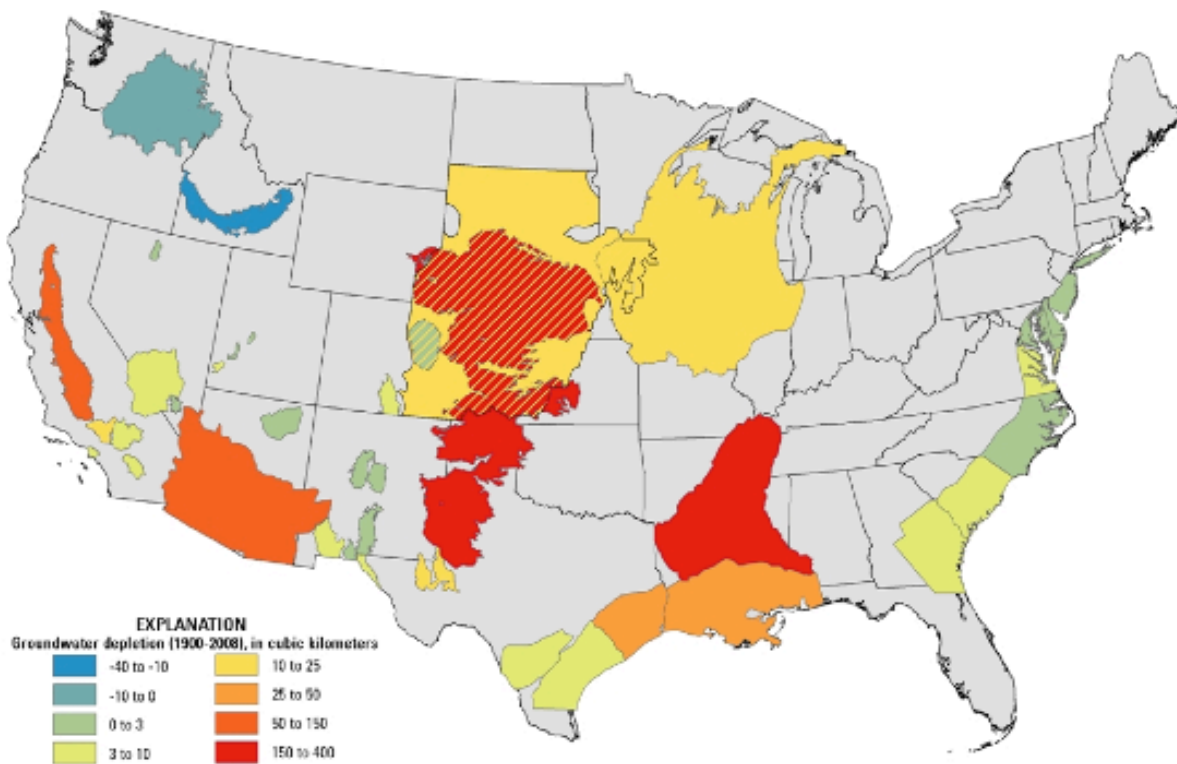 EXPLANATION
Groundwater depletion (1900-2008), in cubic kilometers
-40 to -10
-10 to 0
0 to 3
3 to 10
10 to 25
25 to 50
50 to 150
150 to 400